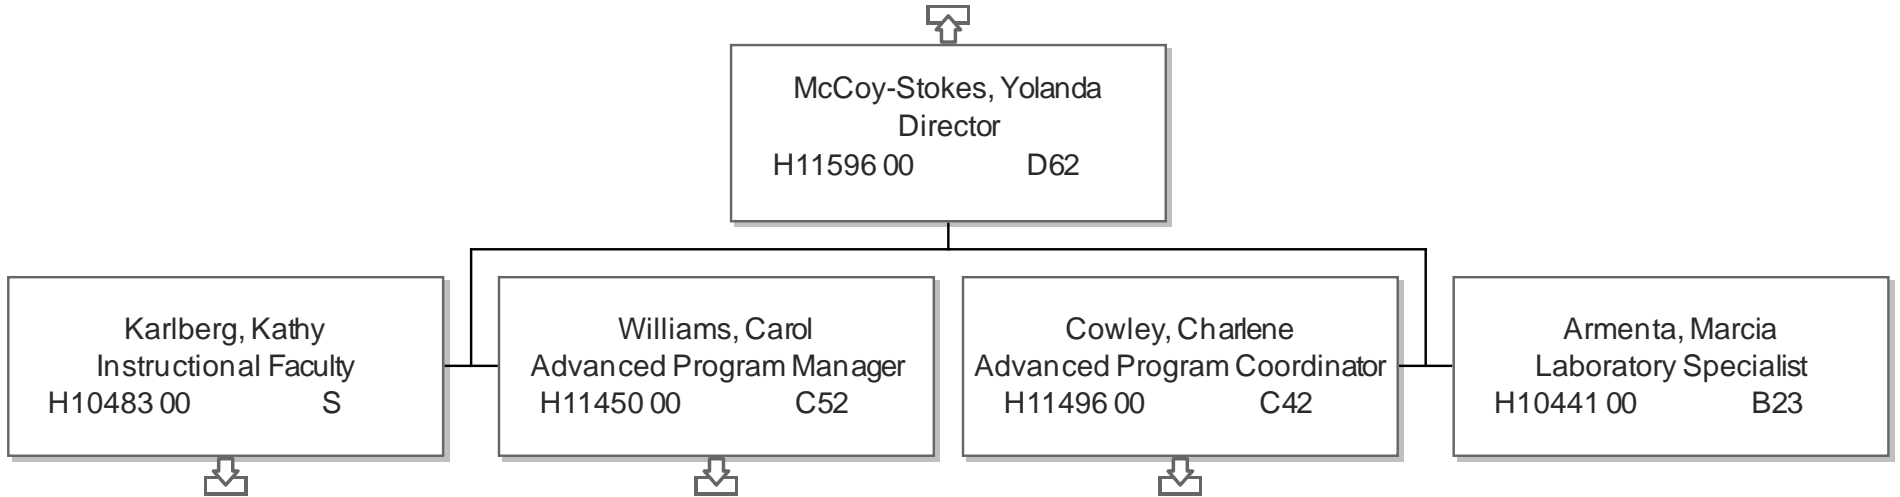 McCoy-Stokes, Yolanda
Director
H11596 00 D62
Karlberg, Kathy
Instructional Faculty
H10483 00 S
Williams, Carol
Advanced Program Manager
H11450 00 C52
Cowley, Charlene
Advanced Program Coordinator
H11496 00 C42
Armenta, Marcia
Laboratory Specialist
H10441 00 B23